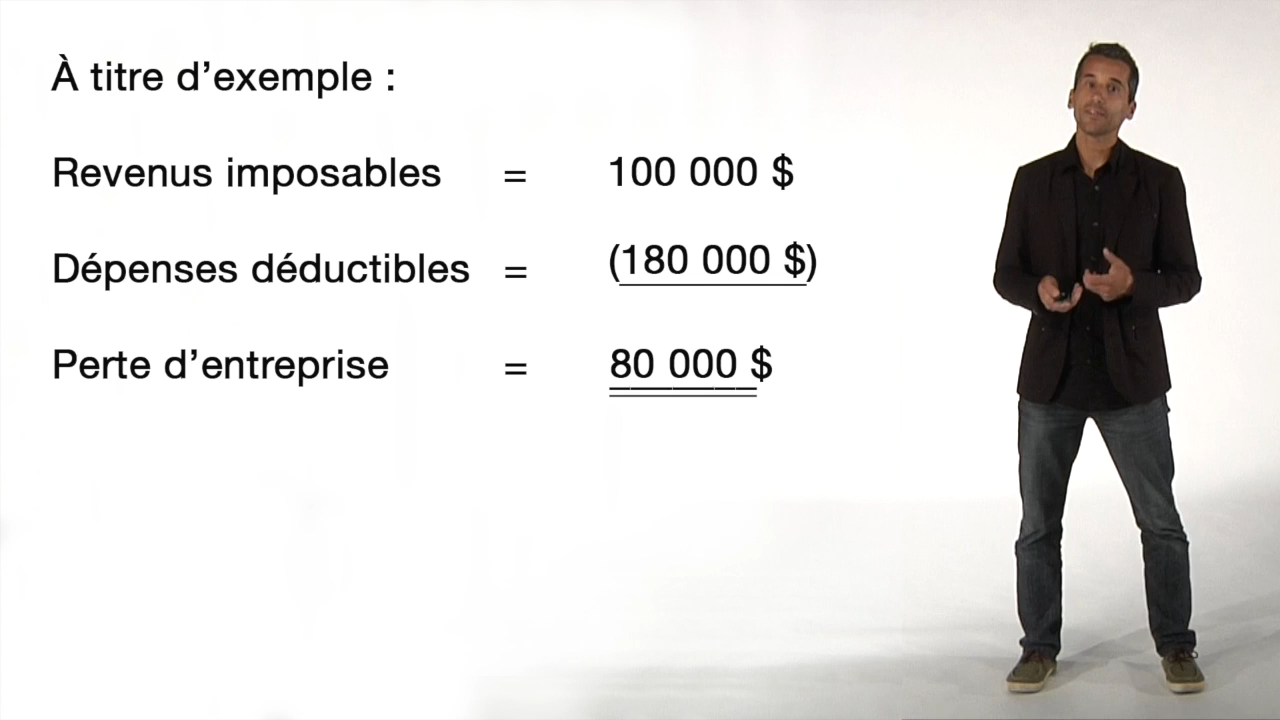 À titre d’exemple :
Revenus imposables = 100 000 $
Dépenses déductibles = (180 000 $)
Perte d’entreprise = 80 000 $